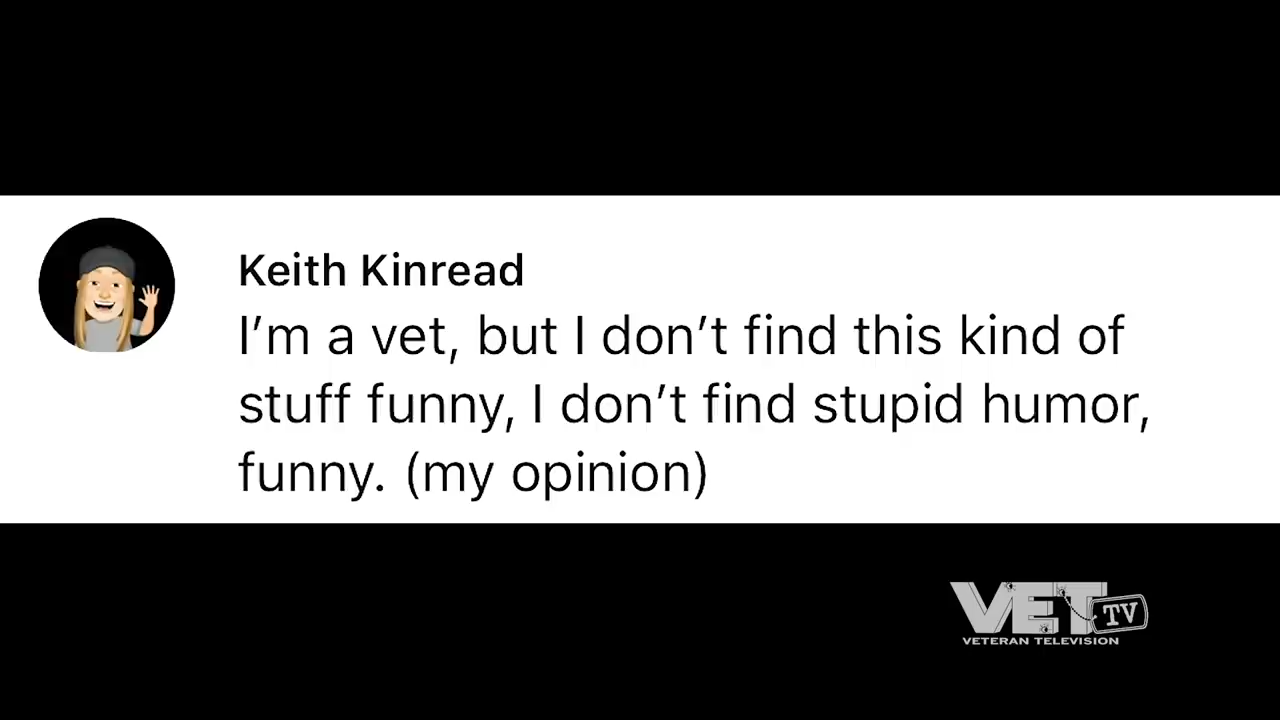 Keith Kinread
I’m a vet, but I don’t find this kind of
stuff funny, I don’t find stupid humor,
funny. (my opinion)
VET TV
VETERAN TELEVISION